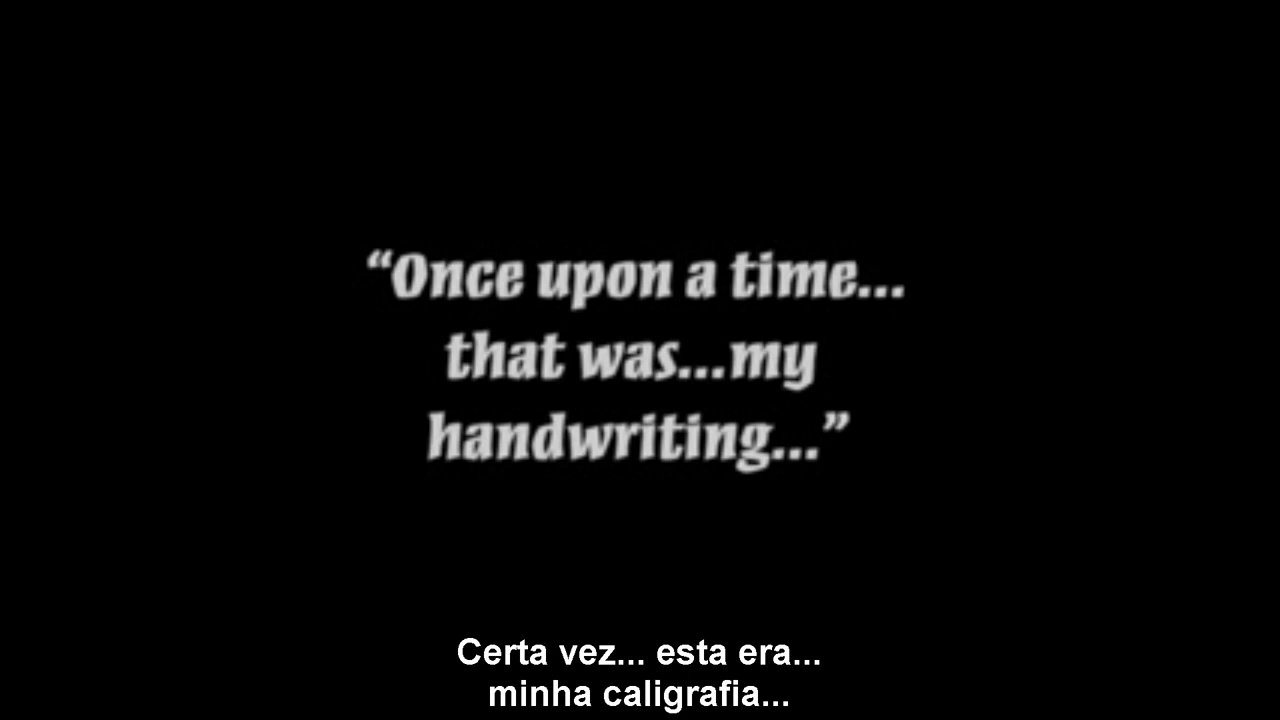 “Once upon a time...
that was...my
handwriting...”
Certa vez... esta era...
minha caligrafia...